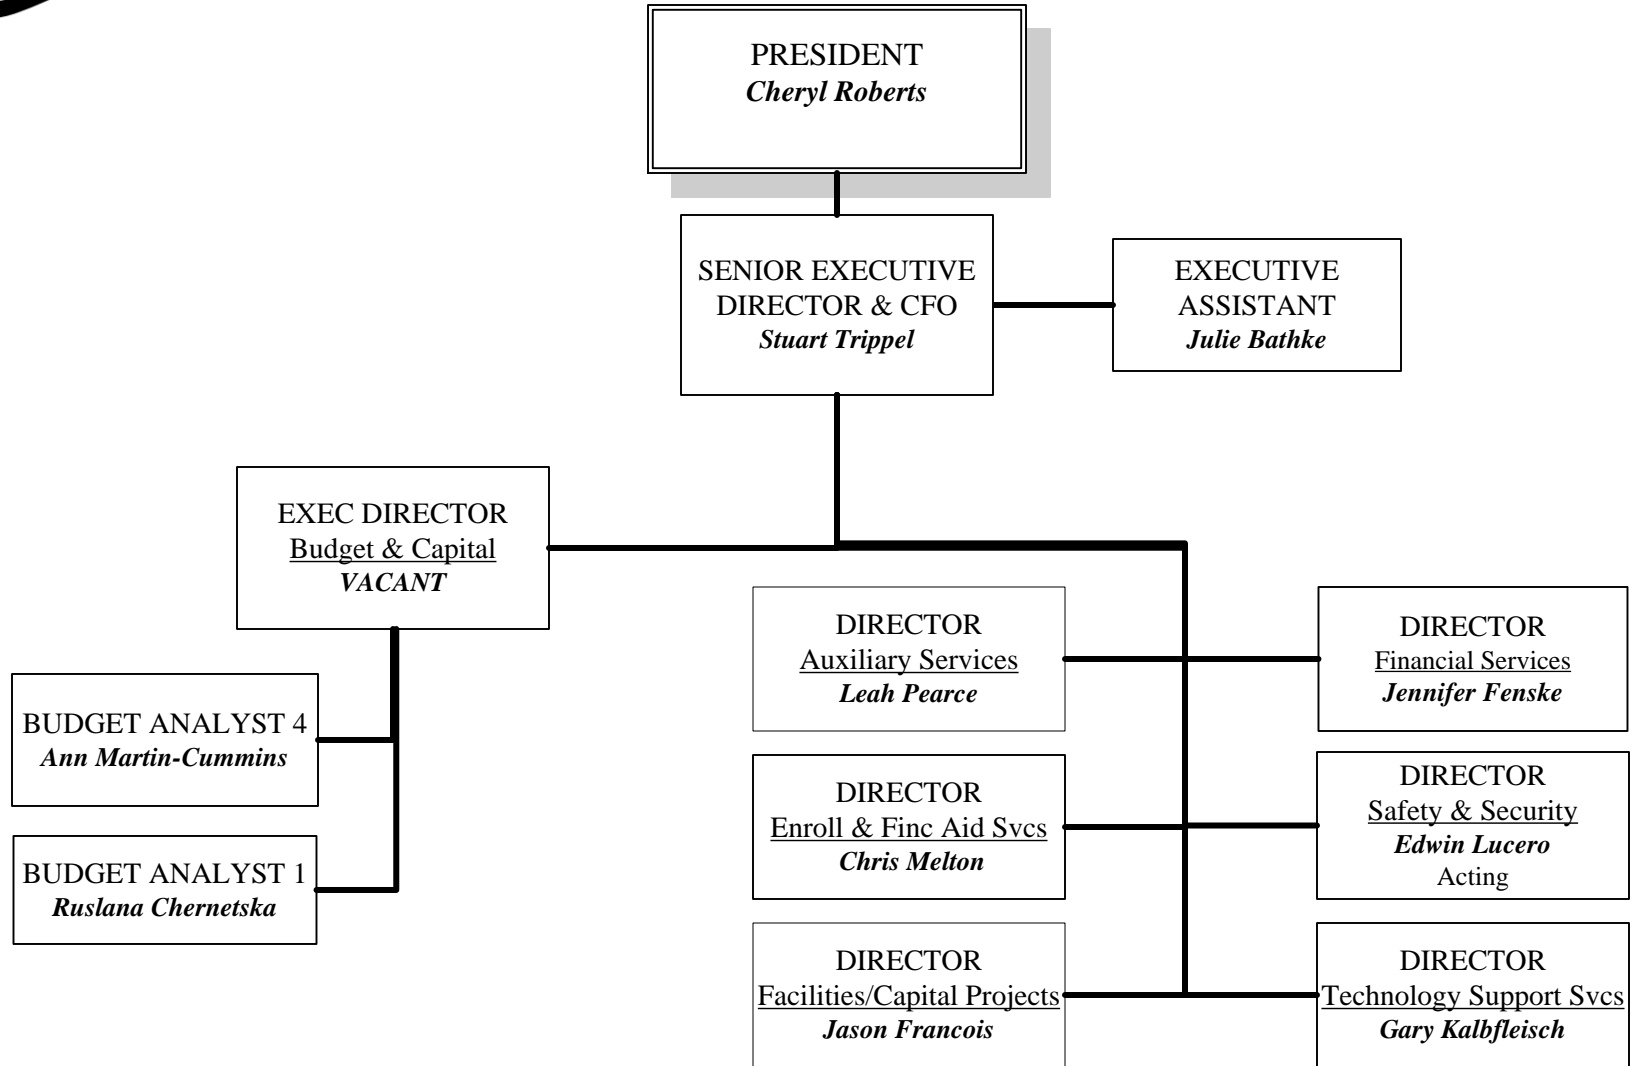 PRESIDENT
Cheryl Roberts
SENIOR EXECUTIVE
DIRECTOR & CFO
Stuart Trippel
EXECUTIVE
ASSISTANT
Julie Bathke
EXEC DIRECTOR
Budget & Capital
VACANT
BUDGET ANALYST 4
Ann Martin-Cummins
BUDGET ANALYST 1
Ruslana Chernetska
DIRECTOR
Auxiliary Services
Leah Pearce
DIRECTOR
Financial Services
Jennifer Fenske
DIRECTOR
Enroll & Finc Aid Svcs
Chris Melton
DIRECTOR
Safety & Security
Edwin Lucero
Acting
DIRECTOR
Facilities/Capital Projects
Jason Francois
DIRECTOR
Technology Support Svcs
Gary Kalbfleisch